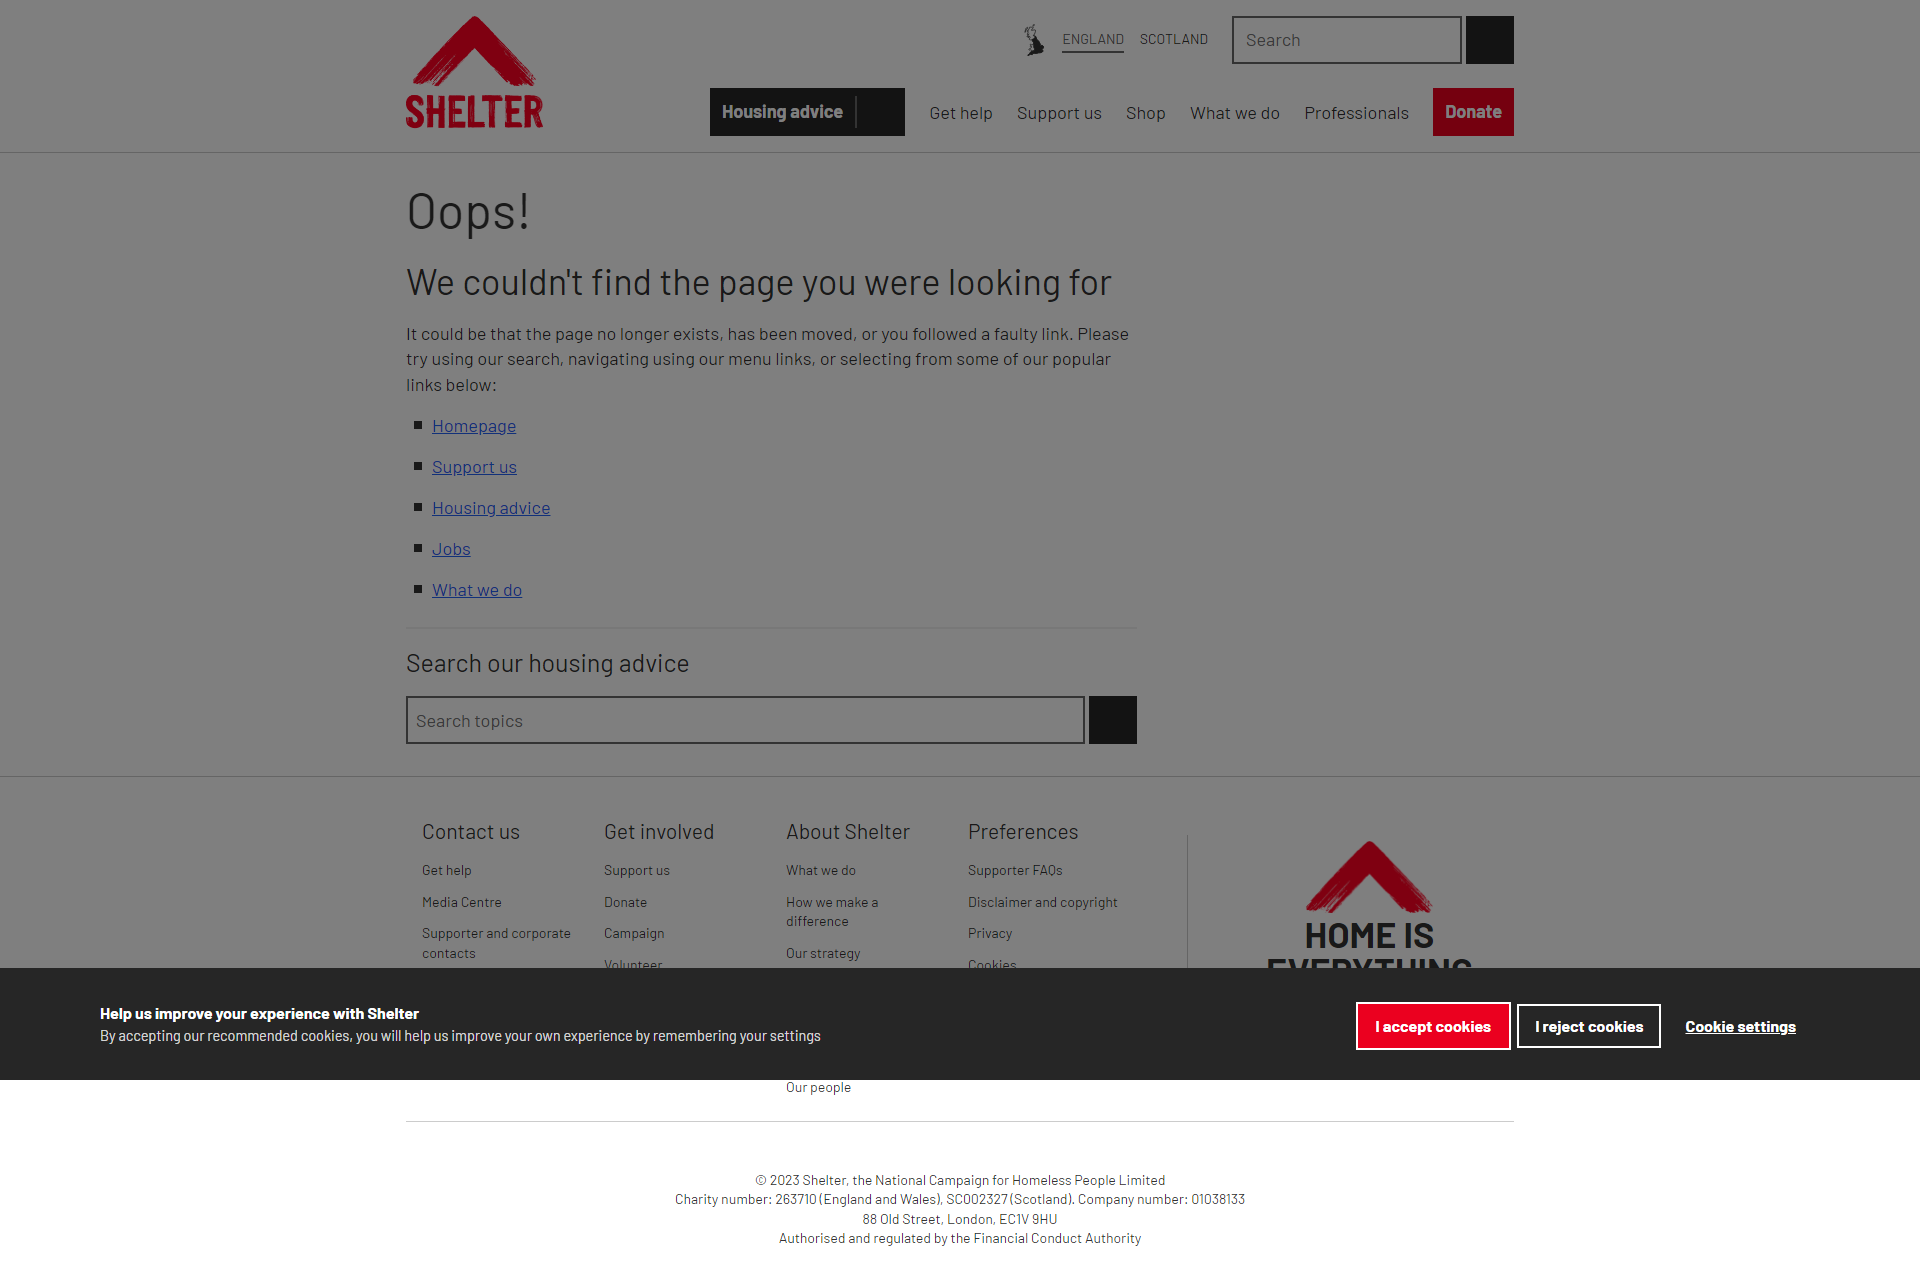 SHELTER
ENGLAND
SCOTLAND
Search
Housing advice
Get help
Support us
Shop
What we do
Professionals
Donate
Oops!
We couldn't find the page you were looking for
It could be that the page no longer exists, has been moved, or you followed a faulty link. Please
try using our search, navigating using our menu links, or selecting from some of our popular
links below:
Homepage
Support us
Housing advice
Jobs
What we do
Search our housing advice
Search topics
Contact us
Get help
Media Centre
Supporter and corporate
contacts
Get involved
Support us
Donate
Campaign
Volunteer
About Shelter
What we do
How we make a
difference
Our strategy
Preferences
Supporter FAQs
Disclaimer and copyright
Privacy
Cookies
HOME IS
EVERYTHING
Help us improve your experience with Shelter
By accepting our recommended cookies, you will help us improve your own experience by remembering your settings
I accept cookies
I reject cookies
Cookie settings
Our people
© 2023 Shelter, the National Campaign for Homeless People Limited
Charity number: 263710 (England and Wales), SC002327 (Scotland). Company number: 01038133
88 Old Street, London, EC1V 9HU
Authorised and regulated by the Financial Conduct Authority